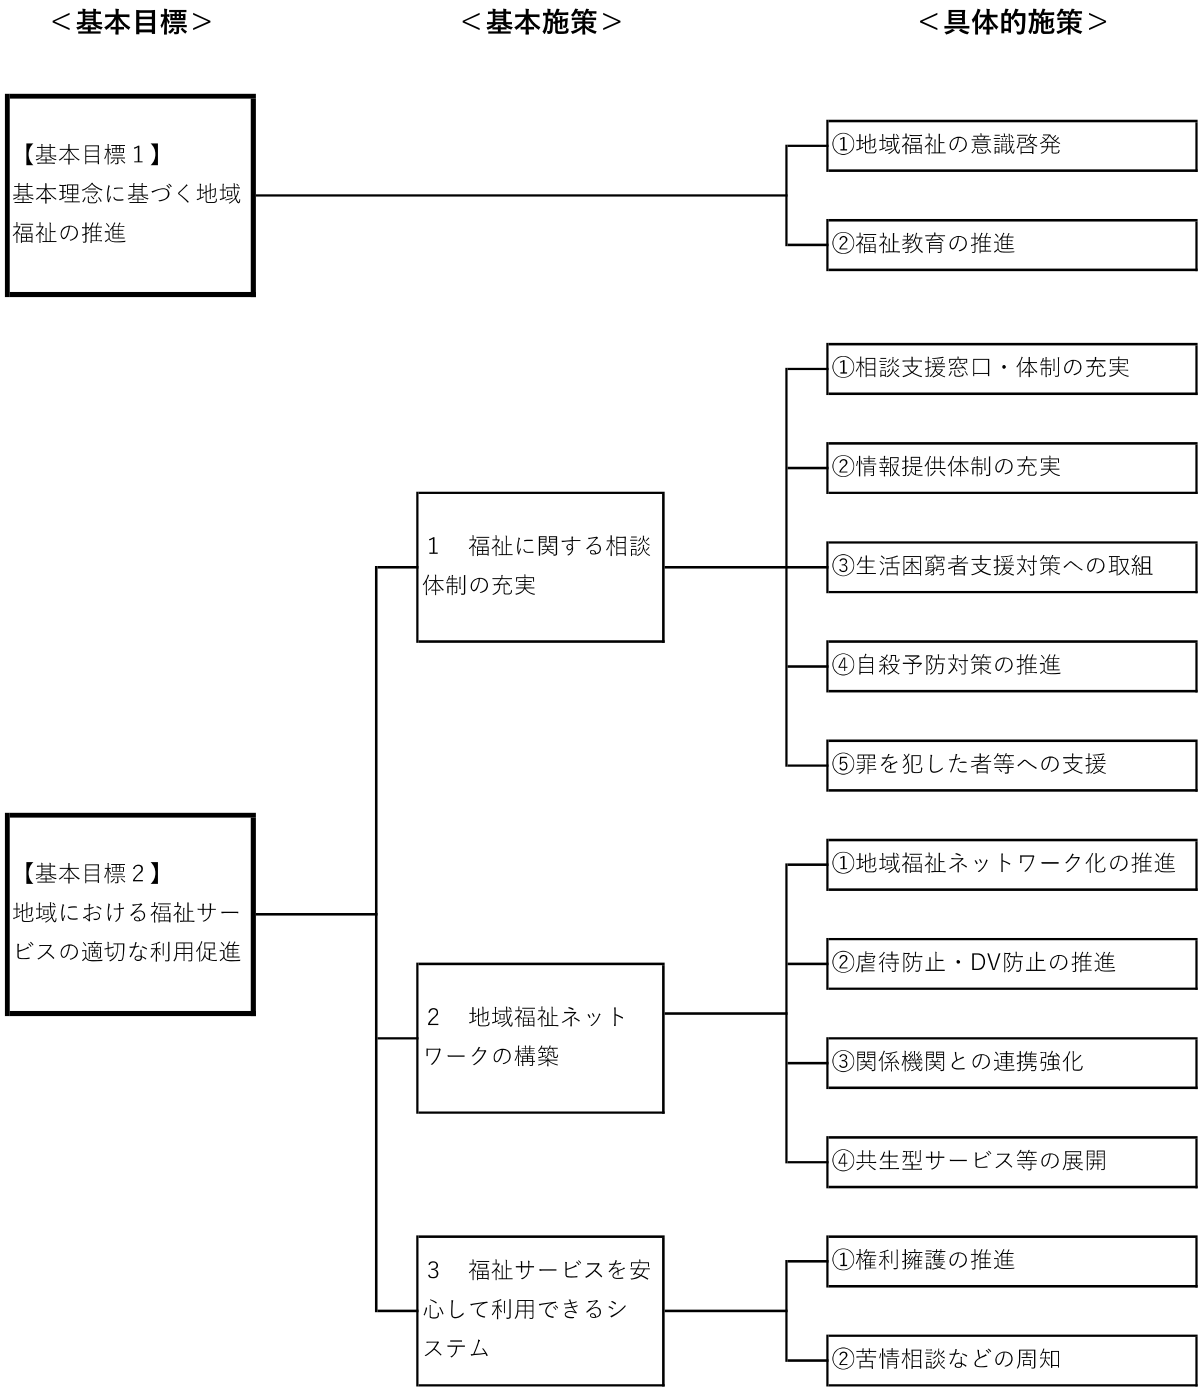 ＜基本目標＞
＜基本施策＞
＜具体的施策＞
【基本目標１】
基本理念に基づく地域
福祉の推進
①地域福祉の意識啓発
②福祉教育の推進
【基本目標２】
地域における福祉サー
ビスの適切な利用促進
１　福祉に関する相談
体制の充実
①相談支援窓口・体制の充実
②情報提供体制の充実
③生活困窮者支援対策への取組
④自殺予防対策の推進
⑤罪を犯した者等への支援
２　地域福祉ネット
ワークの構築
①地域福祉ネットワーク化の推進
②虐待防止・DV防止の推進
③関係機関との連携強化
④共生型サービス等の展開
３　福祉サービスを安
心して利用できるシ
ステム
①権利擁護の推進
②苦情相談などの周知